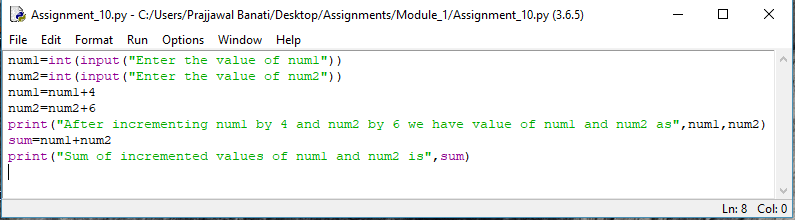 Assignment_10.py - C:/Users/Prajjawal Banati/Desktop/Assignments/Module_1/Assignment_10.py (3.6.5)
File Edit Format Run Options Window Help
num1=int(input("Enter the value of num1"))
num2=int(input("Enter the value of num2"))
num1=num1+4
num2=num2+6
print("After incrementing num1 by 4 and num2 by 6 we have value of num1 and num2 as",num1,num2)
sum=num1+num2
print("Sum of incremented values of num1 and num2 is",sum)
Ln: 8 Col: 0